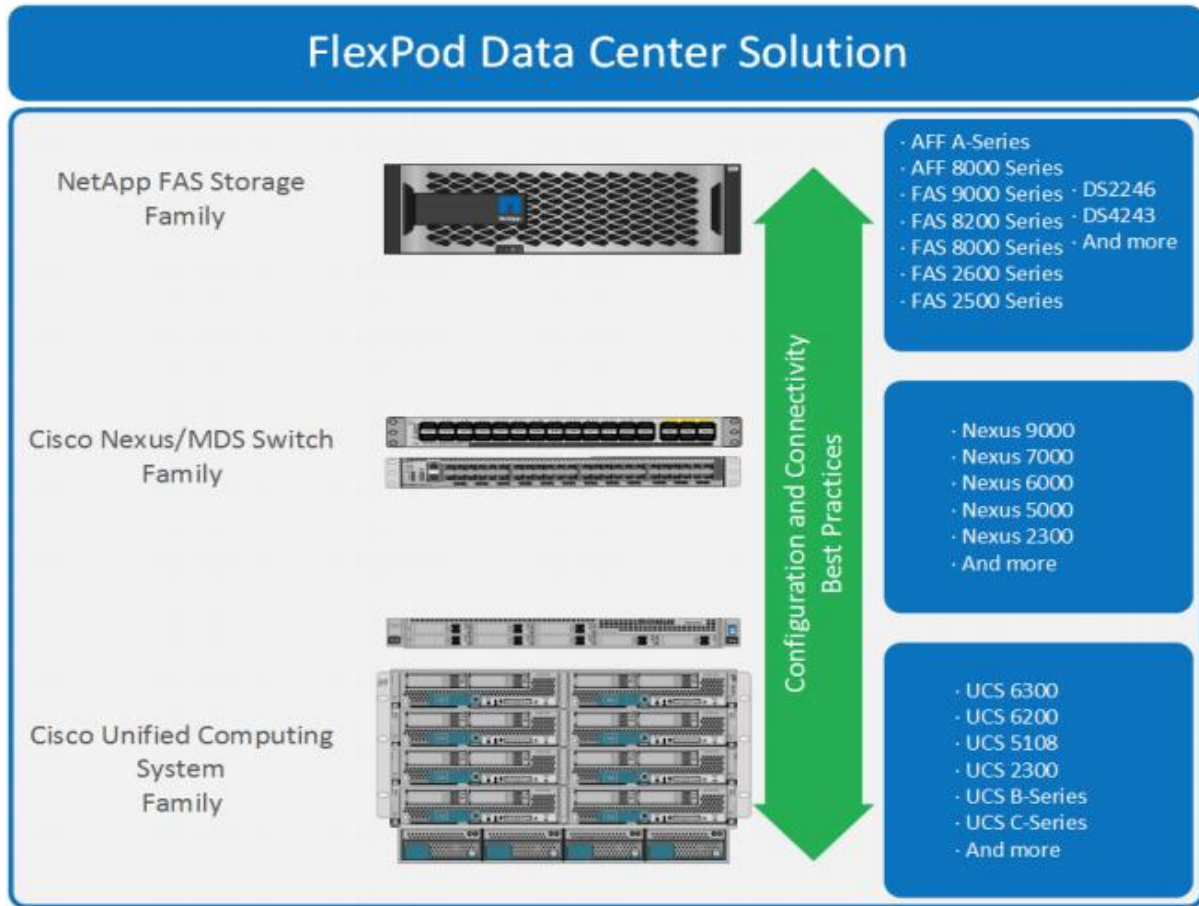 FlexPod Data Center Solution
NetApp FAS Storage
Family
NetApp
· AFF A-Series
· AFF 8000 Series
· FAS 9000 Series
· FAS 8200 Series
· FAS 8000 Series
· FAS 2600 Series
· FAS 2500 Series
· DS2246
· DS4243
· And more
Configuration and Connectivity
Best Practices
Cisco Nexus/MDS Switch
Family
· Nexus 9000
· Nexus 7000
· Nexus 6000
· Nexus 5000
· Nexus 2300
· And more
Cisco Unified Computing
System
Family
· UCS 6300
· UCS 6200
· UCS 5108
· UCS 2300
· UCS B-Series
· UCS C-Series
· And more